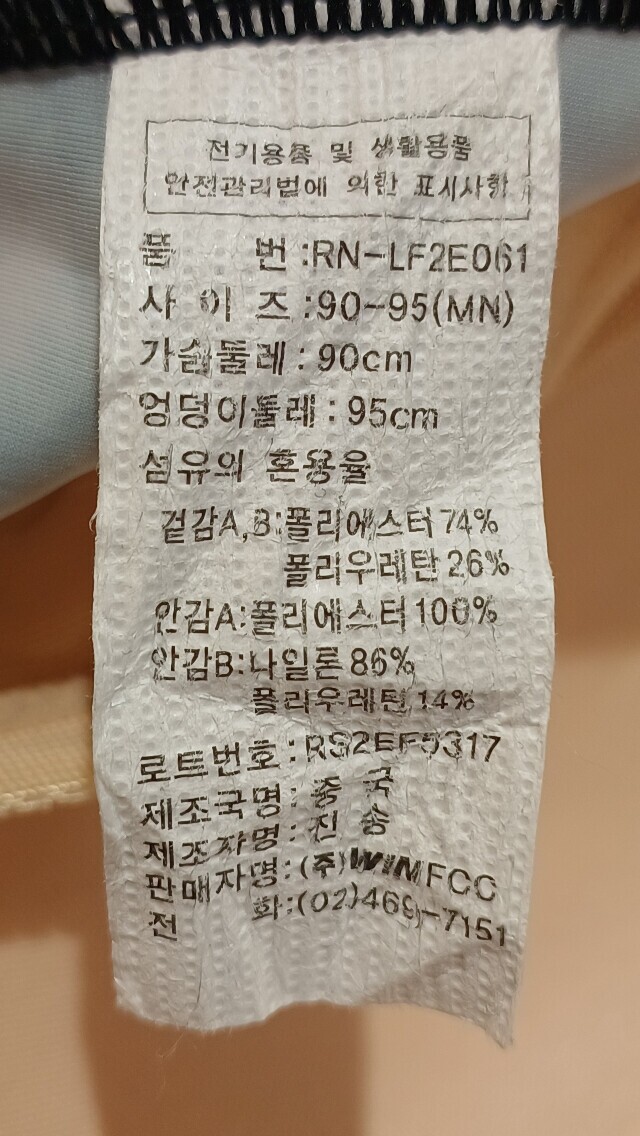 전기용품 및 생활용품
안전관리법에 의한 표시사항
품 번 :RN-LF2E061
사 이 즈 :90-95(MN)
가슴둘레 : 90cm
엉덩이둘레 : 95cm
섬유의 혼용율
겉감A,B:폴리에스터 74%
폴리우레탄 26%
안감A:폴리에스터 100%
안감B:나일론 86%
폴리우레탄 14%
로트번호 :
제조국명 : 중 국
제조자명 : 진 송
판매자명:(주)
전 화:(02)469-7151